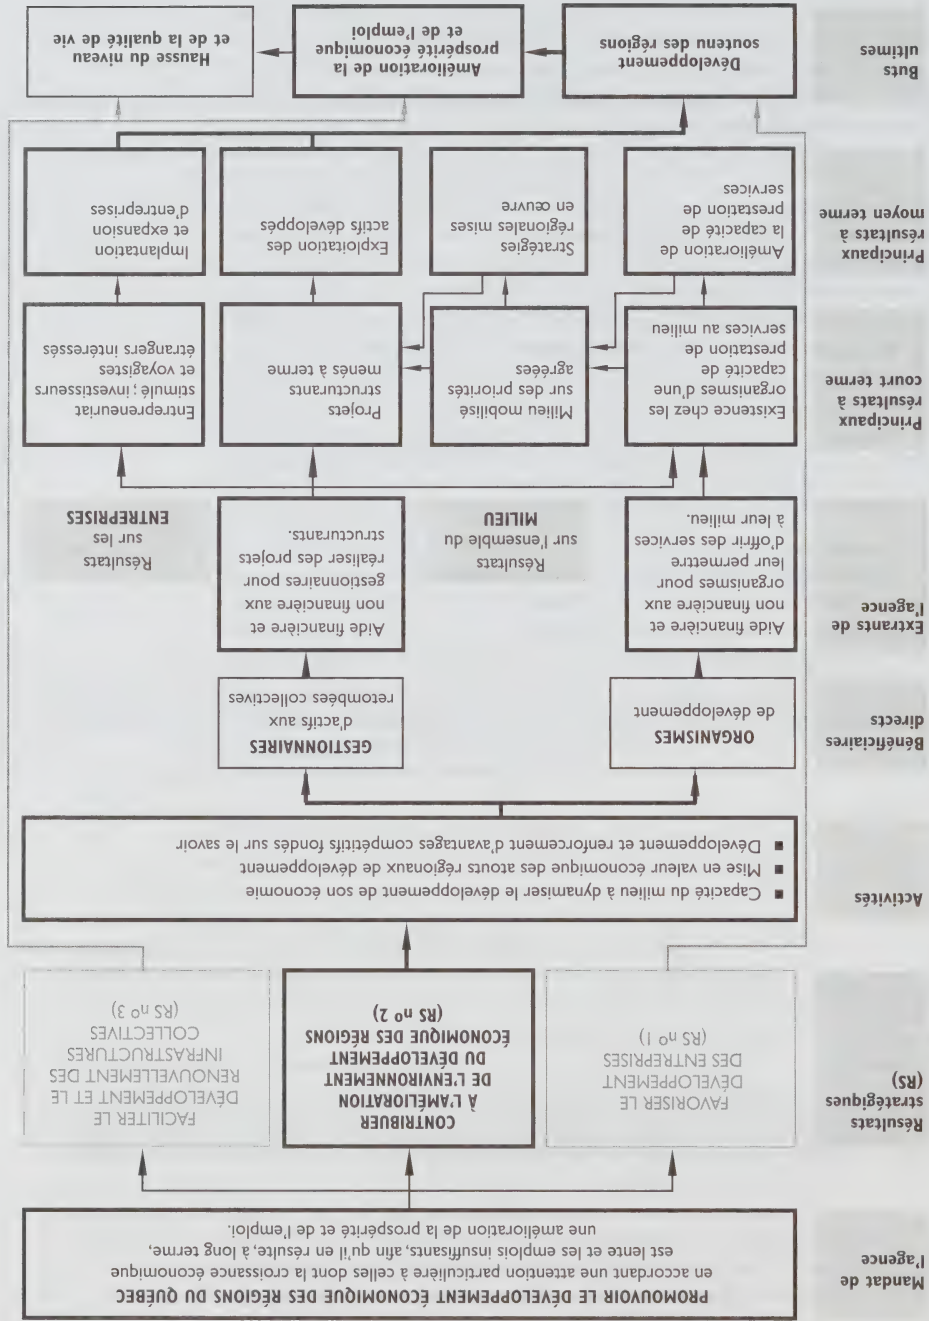 Mandat de
l'agence
PROMOUVOIR LE DÉVELOPPEMENT ÉCONOMIQUE DES RÉGIONS DU QUÉBEC
en accordant une attention particulière à celles dont la croissance économique
est lente et les emplois insuffisants, afin qu'il en résulte, à long terme,
une amélioration de la prospérité et de l'emploi.
Résultats
stratégiques
(RS)
FAVORISER LE
DÉVELOPPEMENT
DES ENTREPRISES
(RS nº 1)
CONTRIBUER
À L'AMÉLIORATION
DE L'ENVIRONNEMENT
DU DÉVELOPPEMENT
ÉCONOMIQUE DES RÉGIONS
(RS nº 2)
FACILITER LE
DÉVELOPPEMENT ET LE
RENOUVELLEMENT DES
INFRASTRUCTURES
COLLECTIVES
(RS nº 3)
Activités
■ Capacité du milieu à dynamiser le développement de son économie
■ Mise en valeur économique des atouts régionaux de développement
■ Développement et renforcement d'avantages compétitifs fondés sur le savoir
Bénéficiaires
directs
ORGANISMES
de développement
GESTIONNAIRES
d'actifs aux
retombées collectives
Extrants de
l'agence
Aide financière et
non financière aux
organismes pour
leur permettre
d'offrir des services
à leur milieu.
Résultats
sur l'ensemble du
MILIEU
Aide financière et
non financière aux
gestionnaires pour
réaliser des projets
structurants.
Résultats
sur les
ENTREPRISES
Principaux
résultats à
court terme
Existence chez les
organismes d'une
capacité de
prestation de
services au milieu
Milieu mobilisé
sur des priorités
agréées
Projets
structurants
menés à terme
Entrepreneuriat
stimulé ; investisseurs
et voyagistes
étrangers intéressés
Principaux
résultats à
moyen terme
Amélioration de
la capacité de
prestation de
services
Stratégies
régionales mises
en œuvre
Exploitation des
actifs développés
Implantation
et expansion
d'entreprises
Buts
ultimes
Développement
soutenu des régions
Amélioration de la
prospérité économique
et de l'emploi
Hausse du niveau
et de la qualité de vie